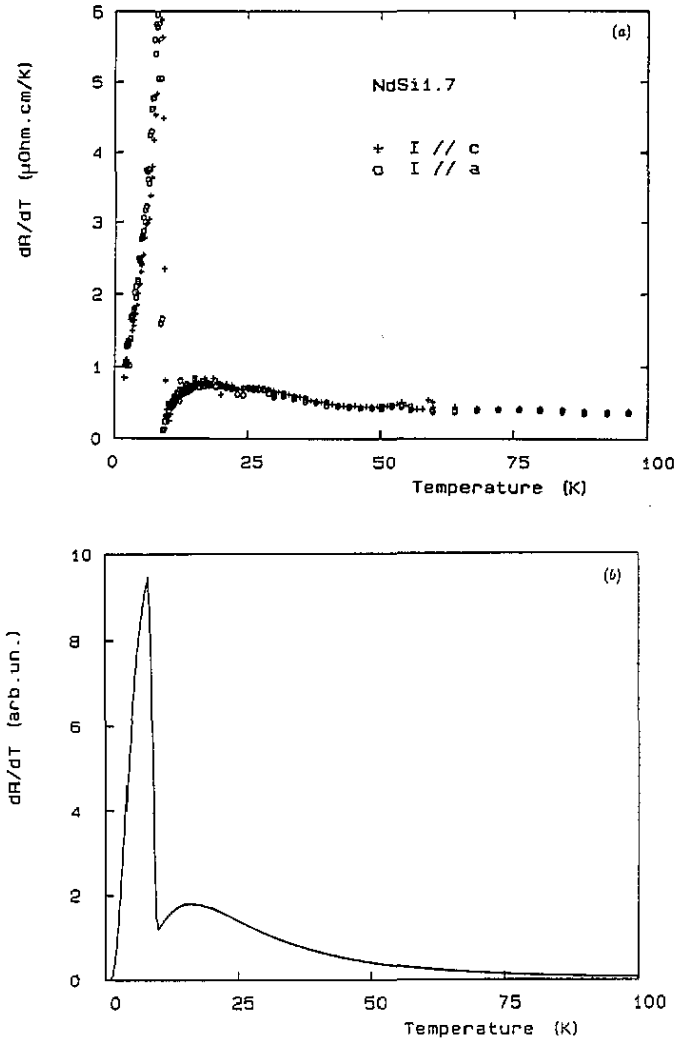 (a)
6
5
4
3
2
1
0
dR/dT (μOhm.cm/K)
NdSi1.7
+ I // c
o I // a
0 25 50 75 100
Temperature (K)
(b)
10
8
6
4
2
0
dR/dT (arb.un.)
0 25 50 75 100
Temperature (K)